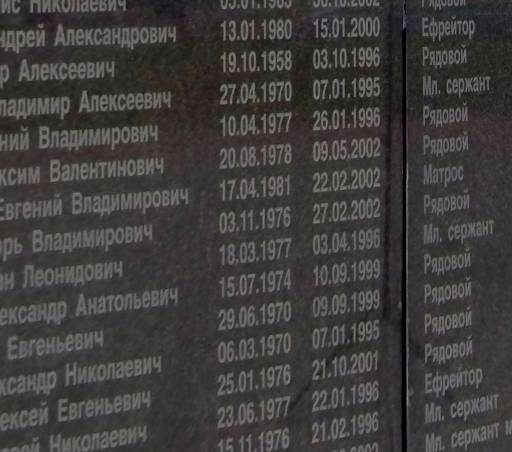 Николаевич
Александрович 13.01.1980 15.01.2000 Ефрейтор
Алексеевич 19.10.1958 03.10.1996 Рядовой
ладимир Алексеевич 27.04.1970 07.01.1995 Мл. сержант
ний Владимирович 10.04.1977 26.01.1996 Рядовой
ксим Валентинович 20.08.1978 09.05.2002 Рядовой
Евгений Владимирович 17.04.1981 22.02.2002 Матрос
орь Владимирович 03.11.1976 27.02.2002 Рядовой
ан Леонидович 18.03.1977 03.04.1996 Мл. сержант
ександр Анатольевич 15.07.1974 10.09.1999 Рядовой
Евгеньевич 29.06.1970 09.09.1999 Рядовой
ксандр Николаевич 06.03.1970 07.01.1995 Рядовой
ексей Евгеньевич 25.01.1976 21.10.2001 Рядовой
Николаевич 23.06.1977 22.01.1996 Ефрейтор
15.11.1976 21.02.1996 Мл. сержант
Мл. сержант